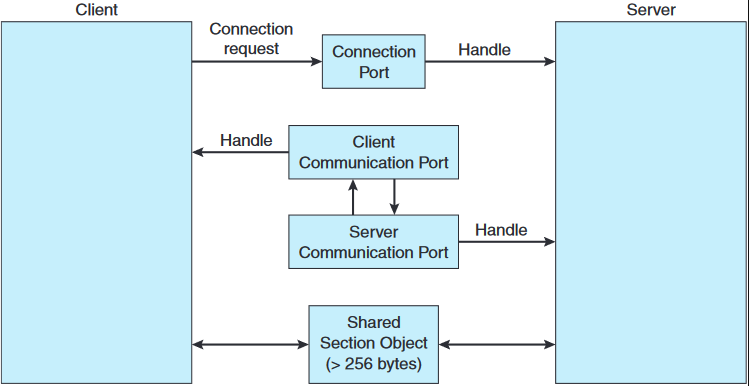 Client
Server
Connection
request
Connection
Port
Handle
Handle
Client
Communication Port
Server
Communication Port
Handle
Shared
Section Object
(> 256 bytes)